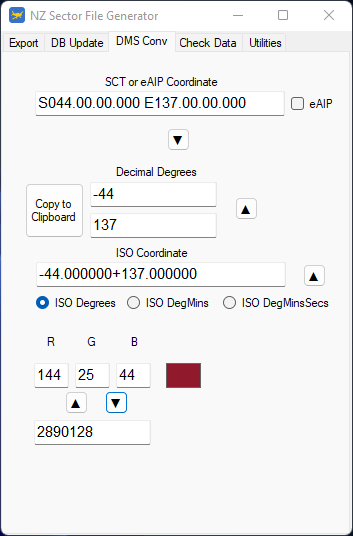 NZ Sector File Generator
Export DB Update DMS Conv Check Data Utilities
SCT or eAIP Coordinate
S044.00.00.000 E137.00.00.000 eAIP
Decimal Degrees
Copy to Clipboard
-44
137
ISO Coordinate
-44.000000+137.000000
ISO Degrees ISO DegMins ISO DegMinsSecs
R G B
144 25 44
2890128